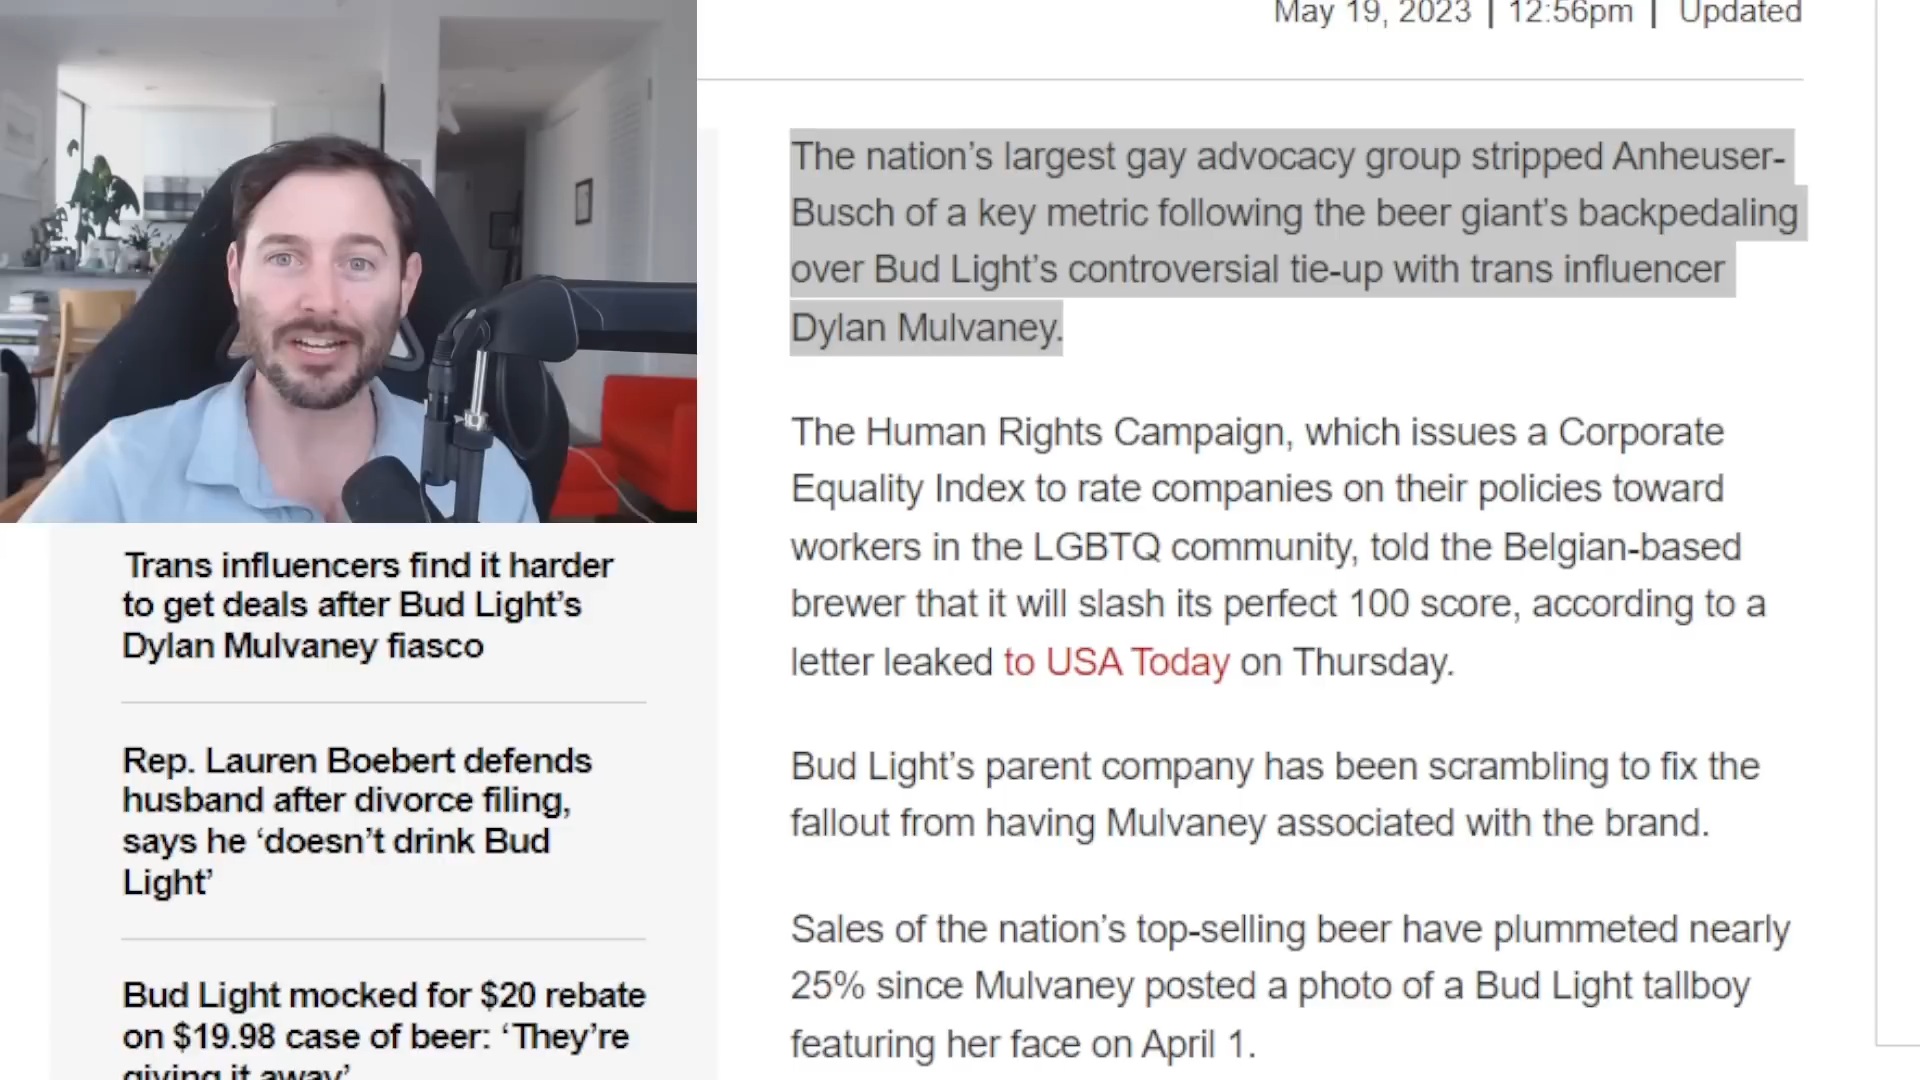 May 19, 2023 | 12:56pm | Updated
The nation’s largest gay advocacy group stripped Anheuser-
Busch of a key metric following the beer giant’s backpedaling
over Bud Light’s controversial tie-up with trans influencer
Dylan Mulvaney.
The Human Rights Campaign, which issues a Corporate
Equality Index to rate companies on their policies toward
workers in the LGBTQ community, told the Belgian-based
brewer that it will slash its perfect 100 score, according to a
letter leaked to USA Today on Thursday.
Bud Light’s parent company has been scrambling to fix the
fallout from having Mulvaney associated with the brand.
Sales of the nation’s top-selling beer have plummeted nearly
25% since Mulvaney posted a photo of a Bud Light tallboy
featuring her face on April 1.
Trans influencers find it harder
to get deals after Bud Light’s
Dylan Mulvaney fiasco
Rep. Lauren Boebert defends
husband after divorce filing,
says he ‘doesn’t drink Bud
Light’
Bud Light mocked for $20 rebate
on $19.98 case of beer: ‘They’re
giving it away’